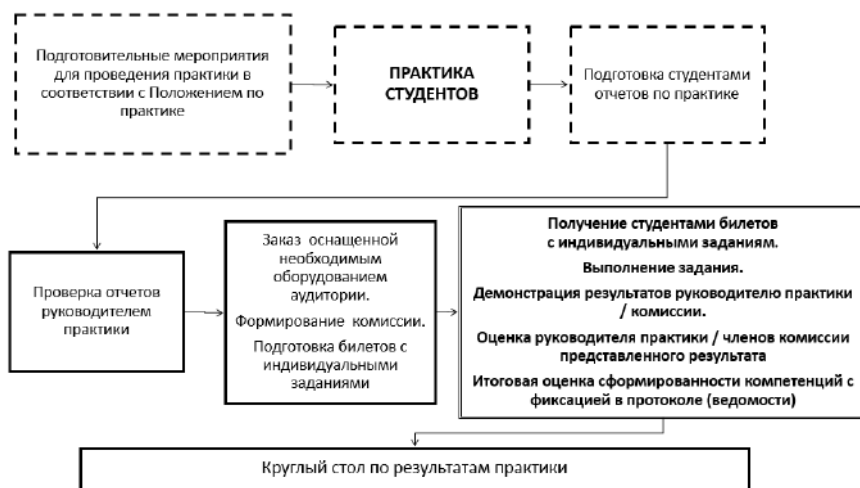 Подготовительные мероприятия
для проведения практики в
соответствии с Положением по
практике
ПРАКТИКА
СТУДЕНТОВ
Подготовка студентами
отчетов по практике
Проверка отчетов
руководителем
практики
Заказ оснащенной
необходимым
оборудованием
аудитории.
Формирование комиссии.
Подготовка билетов с
индивидуальными
заданиями
Получение студентами билетов
с индивидуальными заданиям.
Выполнение задания.
Демонстрация результатов руководителю практики
/ комиссии.
Оценка руководителя практики / членов комиссии
представленного результата
Итоговая оценка сформированности компетенций с
фиксацией в протоколе (ведомости)
Круглый стол по результатам практики